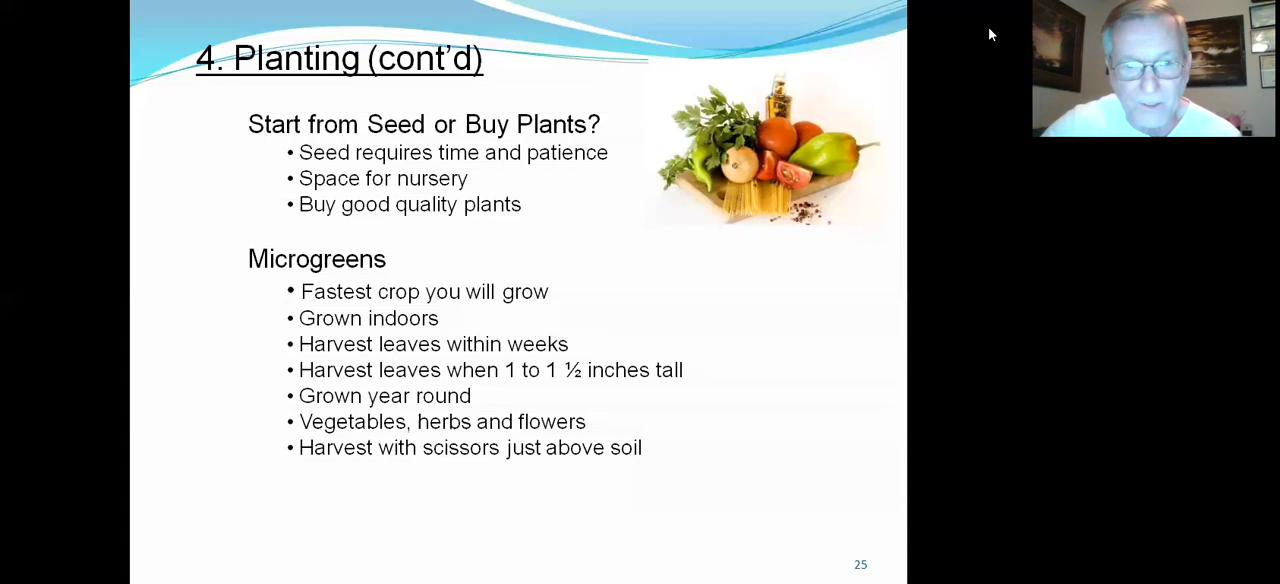 4. Planting (cont’d)
Start from Seed or Buy Plants?
• Seed requires time and patience
• Space for nursery
• Buy good quality plants
Microgreens
• Fastest crop you will grow
• Grown indoors
• Harvest leaves within weeks
• Harvest leaves when 1 to 1 ½ inches tall
• Grown year round
• Vegetables, herbs and flowers
• Harvest with scissors just above soil
25